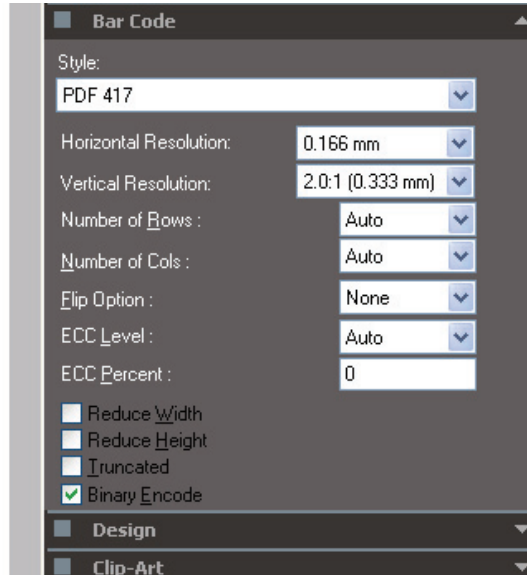 Bar Code
Style:
PDF 417
Horizontal Resolution: 0.166 mm
Vertical Resolution: 2.0:1 (0.333 mm)
Number of Rows : Auto
Number of Cols : Auto
Flip Option : None
ECC Level : Auto
ECC Percent : 0
Reduce Width
Reduce Height
Truncated
Binary Encode
Design
Clip-Art